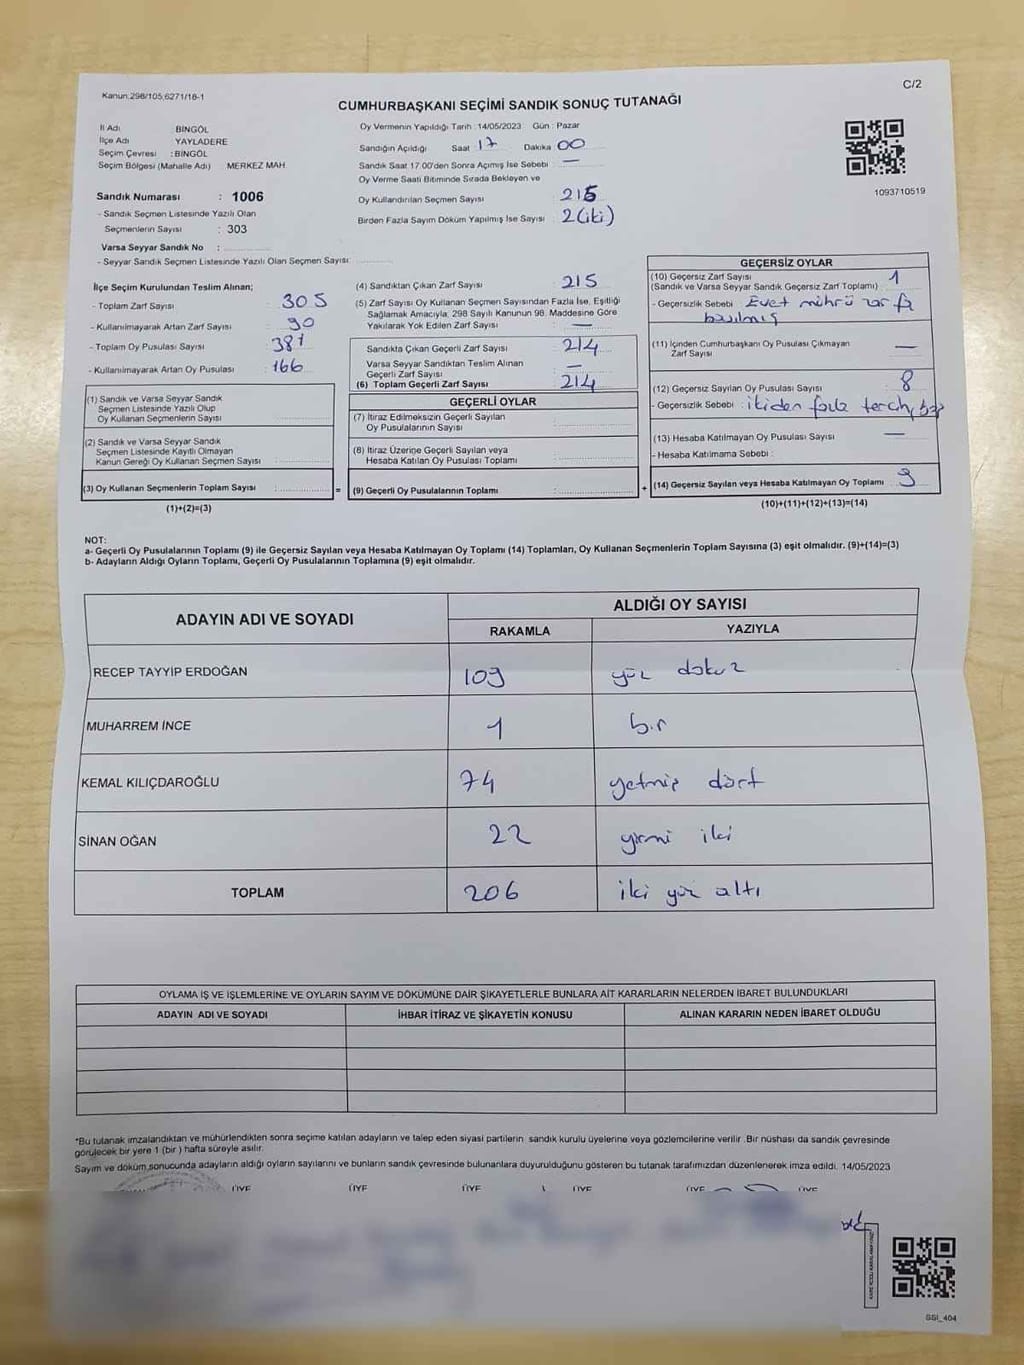 Kanun:298/105,6271/18-1
C/2
CUMHURBAŞKANI SEÇİMİ SANDIK SONUÇ TUTANAĞI
İl Adı : BİNGÖL
İlçe Adı : YAYLADERE
Seçim Çevresi : BİNGÖL
Seçim Bölgesi (Mahalle Adı) : MERKEZ MAH
Sandık Numarası : 1006
- Sandık Seçmen Listesinde Yazılı Olan
Seçmenlerin Sayısı : 303
Varsa Seyyar Sandık No :
- Seyyar Sandık Seçmen Listesinde Yazılı Olan Seçmen Sayısı:
Oy Vermenin Yapıldığı Tarih : 14/05/2023 Gün : Pazar
Sandığın Açıldığı Saat 17 Dakika 00
Sandık Saat 17.00'den Sonra Açımış İse Sebebi : —
Oy Verme Saati Bitiminde Sırada Bekleyen ve
Oy Kullandırılan Seçmen Sayısı : 215
Birden Fazla Sayım Döküm Yapılmış İse Sayısı : 2 (iki)
1093710519
İlçe Seçim Kurulundan Teslim Alınan;
- Toplam Zarf Sayısı : 305
- Kullanılmayarak Artan Zarf Sayısı : 90
- Toplam Oy Pusulası Sayısı : 381
- Kullanılmayarak Artan Oy Pusulası : 166
(1) Sandık ve Varsa Seyyar Sandık
Seçmen Listesinde Yazılı Olup
Oy Kullanan Seçmenlerin Sayısı :
(2) Sandık ve Varsa Seyyar Sandık
Seçmen Listesinde Kayıtlı Olmayan
Kanun Gereği Oy Kullanan Seçmen Sayısı :
(3) Oy Kullanan Seçmenlerin Toplam Sayısı :
(1)+(2)=(3)
(4) Sandıktan Çıkan Zarf Sayısı : 215
(5) Zarf Sayısı Oy Kullanan Seçmen Sayısından Fazla İse, Eşitliği
Sağlamak Amacıyla; 298 Sayılı Kanunun 98. Maddesine Göre
Yakılarak Yok Edilen Zarf Sayısı : —
Sandıkta Çıkan Geçerli Zarf Sayısı : 214
Varsa Seyyar Sandıktan Teslim Alınan
Geçerli Zarf Sayısı : —
(6) Toplam Geçerli Zarf Sayısı : 214
GEÇERLİ OYLAR
(7) İtiraz Edilmeksizin Geçerli Sayılan
Oy Pusulalarının Sayısı :
(8) İtiraz Üzerine Geçerli Sayılan veya
Hesaba Katılan Oy Pusulası Toplamı :
= (9) Geçerli Oy Pusulalarının Toplamı :
GEÇERSİZ OYLAR
(10) Geçersiz Zarf Sayısı
(Sandık ve Varsa Seyyar Sandık Geçersiz Zarf Toplamı) : 1
- Geçersizlik Sebebi : Evet mührü zarfa
basılmış
(11) İçinden Cumhurbaşkanı Oy Pusulası Çıkmayan
Zarf Sayısı : —
(12) Geçersiz Sayılan Oy Pusulası Sayısı : 8
- Geçersizlik Sebebi : ikiden fazla tercih
(13) Hesaba Katılmayan Oy Pusulası Sayısı : —
- Hesaba Katılmama Sebebi :
+ (14) Geçersiz Sayılan veya Hesaba Katılmayan Oy Toplamı : 9
(10)+(11)+(12)+(13)=(14)
NOT:
a- Geçerli Oy Pusulalarının Toplamı (9) ile Geçersiz Sayılan veya Hesaba Katılmayan Oy Toplamı (14) Toplamları, Oy Kullanan Seçmenlerin Toplam Sayısına (3) eşit olmalıdır. (9)+(14)=(3)
b- Adayların Aldığı Oyların Toplamı, Geçerli Oy Pusulalarının Toplamına (9) eşit olmalıdır.
ADAYIN ADI VE SOYADI ALDIĞI OY SAYISI
RAKAMLA YAZIYLA
RECEP TAYYİP ERDOĞAN 109 yüz dokuz
MUHARREM İNCE 1 bir
KEMAL KILIÇDAROĞLU 74 yetmiş dört
SİNAN OĞAN 22 yirmi iki
TOPLAM 206 iki yüz altı
OYLAMA İŞ VE İŞLEMLERİNE VE OYLARIN SAYIM VE DÖKÜMÜNE DAİR ŞİKAYETLERLE BUNLARA AİT KARARLARIN NELERDEN İBARET BULUNDUKLARI
ADAYIN ADI VE SOYADI İHBAR İTİRAZ VE ŞİKAYETİN KONUSU ALINAN KARARIN NEDEN İBARET OLDUĞU
*Bu tutanak imzalandıktan ve mühürlendikten sonra seçime katılan adayların ve talep eden siyasi partilerin sandık kurulu üyelerine veya gözlemcilerine verilir .Bir nüshası da sandık çevresinde
görülecek bir yere 1 (bir ) hafta süreyle asılır.
Sayım ve döküm sonucunda adayların aldığı oyların sayılarını ve bunların sandık çevresinde bulunanlara duyurulduğunu gösteren bu tutanak tarafımızdan düzenlenerek imza edildi. 14/05/2023
ÜYE ÜYE ÜYE ÜYE ÜYE ÜYE
SSI_404